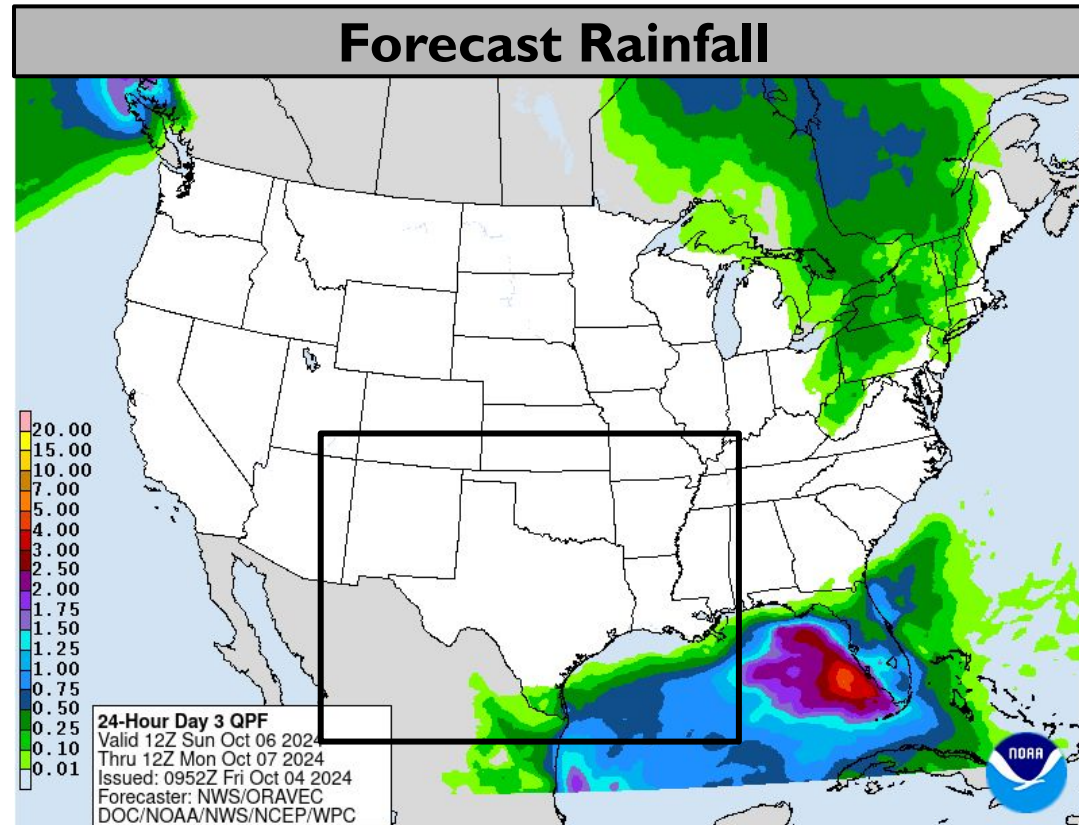 Forecast Rainfall
20.00
15.00
10.00
7.00
5.00
4.00
3.00
2.50
2.00
1.75
1.50
1.25
1.00
0.75
0.50
0.25
0.10
0.01
24-Hour Day 3 QPF
Valid 12Z Sun Oct 06 2024
Thru 12Z Mon Oct 07 2024
Issued: 0952Z Fri Oct 04 2024
Forecaster: NWS/ORAVEC
DOC/NOAA/NWS/NCEP/WPC
NOAA